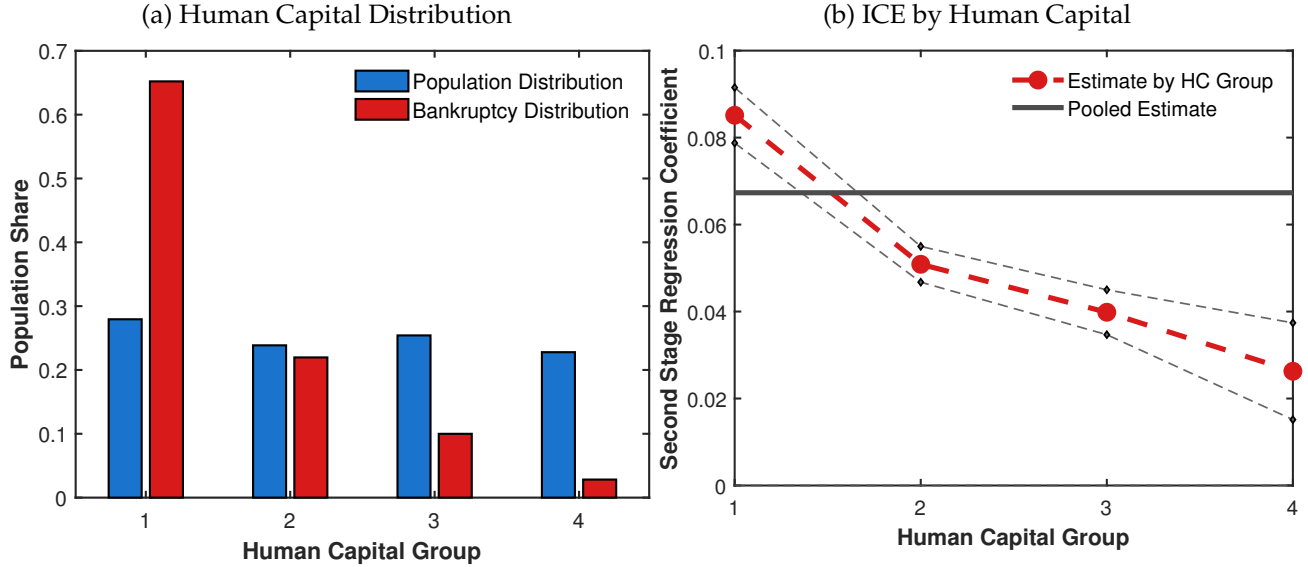 (a) Human Capital Distribution
0.7
0.6
0.5
0.4
0.3
0.2
0.1
0
Population Share
Population Distribution
Bankruptcy Distribution
1 2 3 4
Human Capital Group
(b) ICE by Human Capital
0.1
0.08
0.06
0.04
0.02
0
Second Stage Regression Coefficient
Estimate by HC Group
Pooled Estimate
1 2 3 4
Human Capital Group